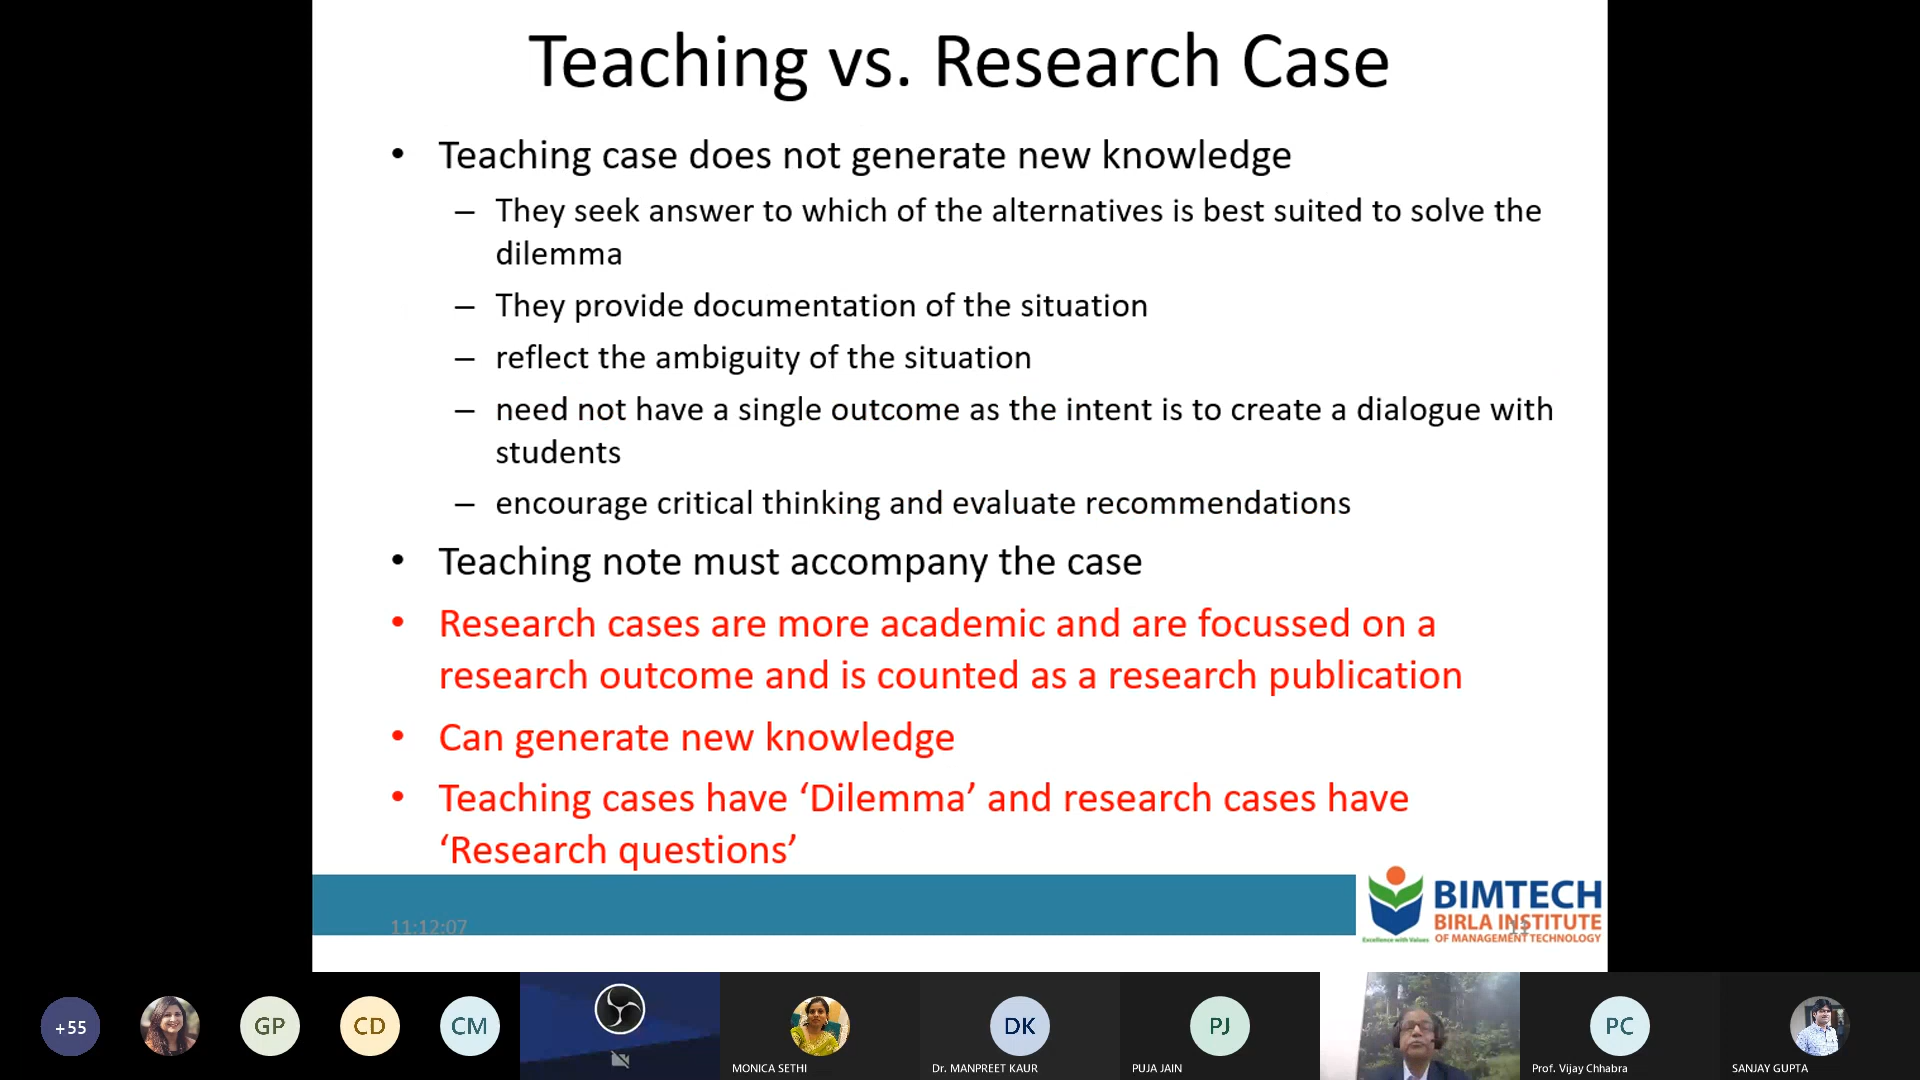 Teaching vs. Research Case
• Teaching case does not generate new knowledge
– They seek answer to which of the alternatives is best suited to solve the
dilemma
– They provide documentation of the situation
– reflect the ambiguity of the situation
– need not have a single outcome as the intent is to create a dialogue with
students
– encourage critical thinking and evaluate recommendations
• Teaching note must accompany the case
• Research cases are more academic and are focussed on a
research outcome and is counted as a research publication
• Can generate new knowledge
• Teaching cases have ‘Dilemma’ and research cases have
‘Research questions’
11:12:07
BIMTECH
BIRLA INSTITUTE
OF MANAGEMENT TECHNOLOGY
Excellence with Values
+55
GP
CD
CM
MONICA SETHI
DK
Dr. MANPREET KAUR
PJ
PUJA JAIN
PC
Prof. Vijay Chhabra
SANJAY GUPTA